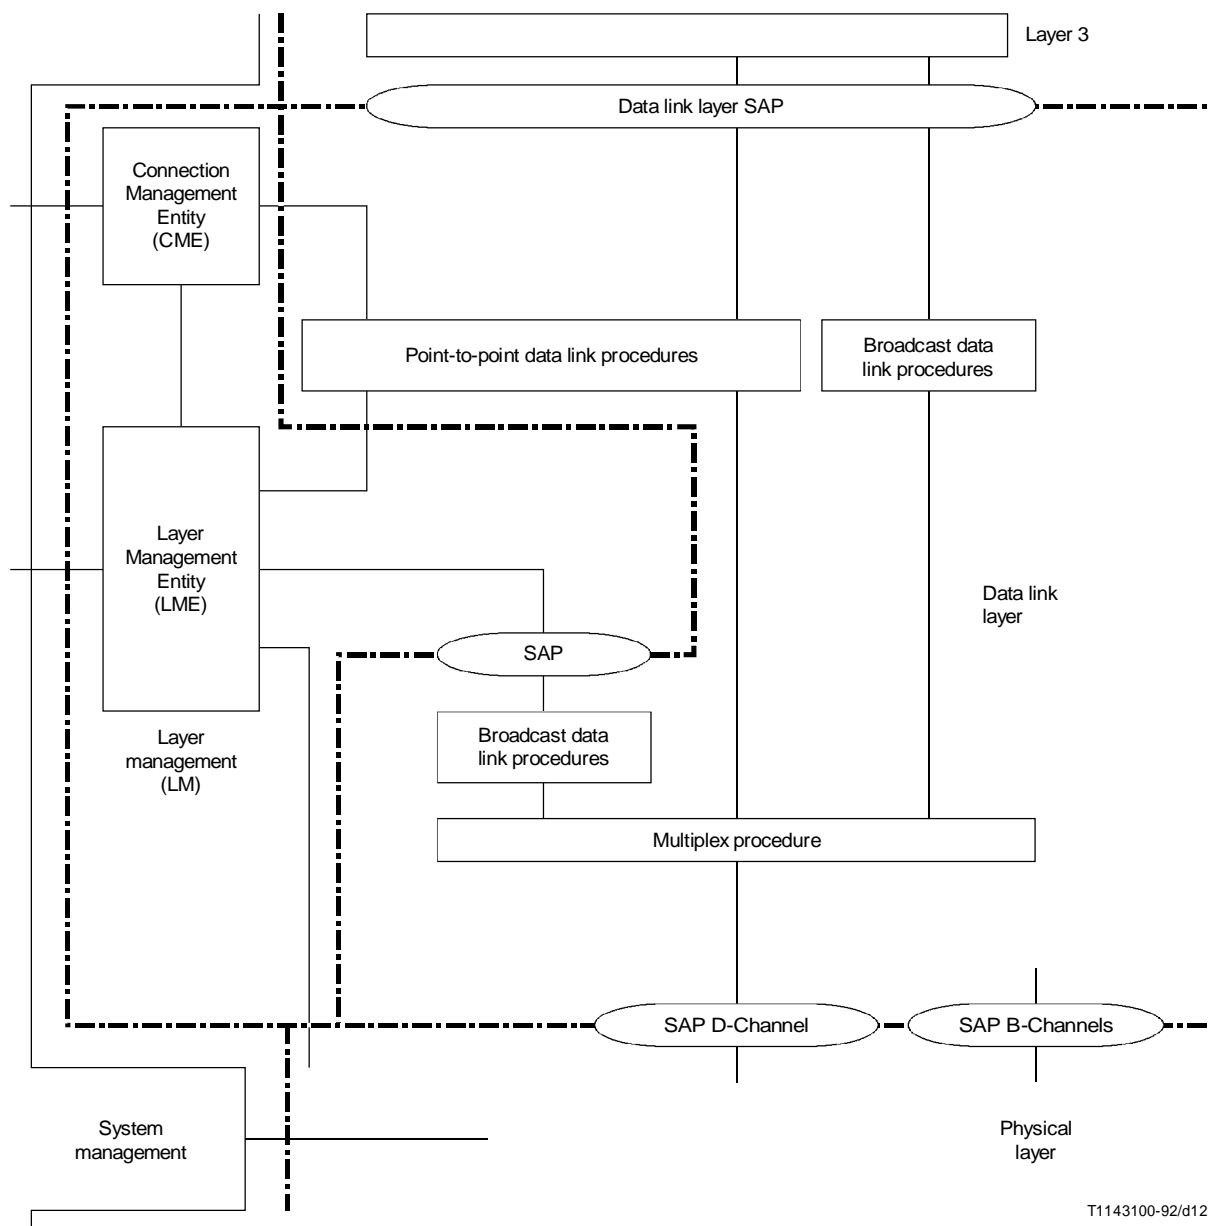 Layer 3
Data link layer SAP
Connection
Management
Entity
(CME)
Point-to-point data link procedures
Broadcast data
link procedures
Layer
Management
Entity
(LME)
Data link
layer
SAP
Layer
management
(LM)
Broadcast data
link procedures
Multiplex procedure
SAP D-Channel
SAP B-Channels
System
management
Physical
layer
T1143100-92/d12